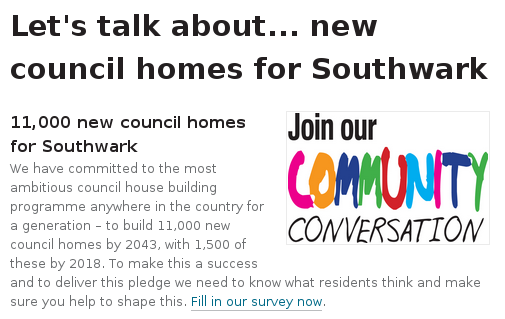 Let's talk about... new
council homes for Southwark
11,000 new council homes
for Southwark
We have committed to the most
ambitious council house building
programme anywhere in the country for
a generation – to build 11,000 new
council homes by 2043, with 1,500 of
these by 2018. To make this a success
and to deliver this pledge we need to know what residents think and make
sure you help to shape this. Fill in our survey now.
Join our
COMMUNITY
CONVERSATION